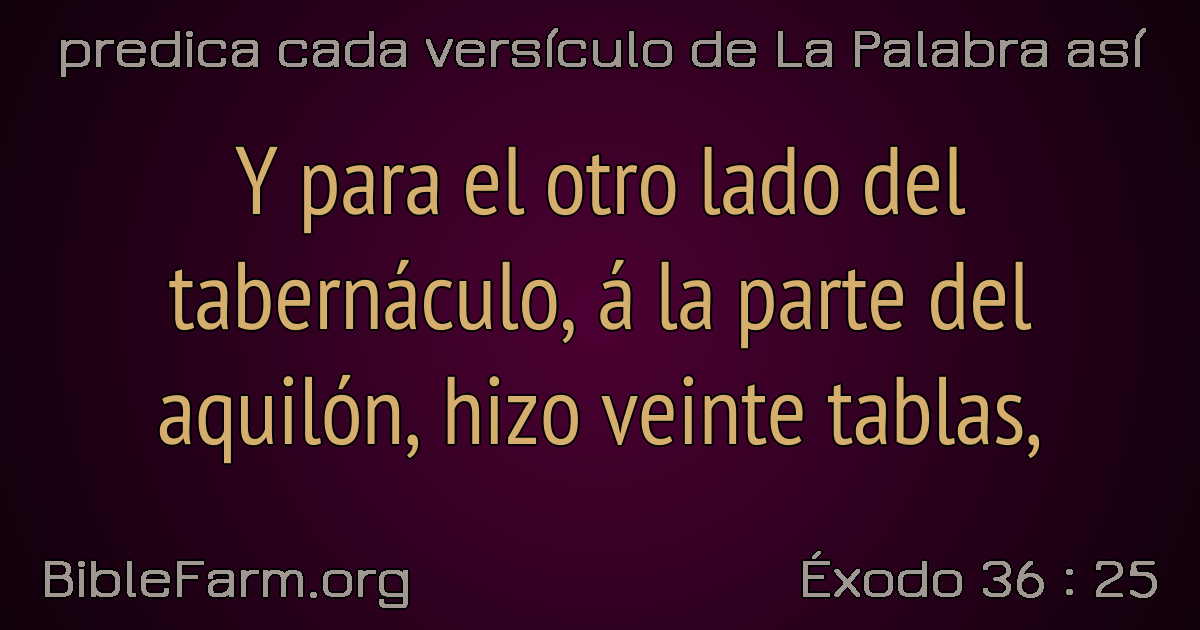 predica cada versículo de La Palabra así
Y para el otro lado del
tabernáculo, á la parte del
aquilón, hizo veinte tablas,
BibleFarm.org
Éxodo 36 : 25